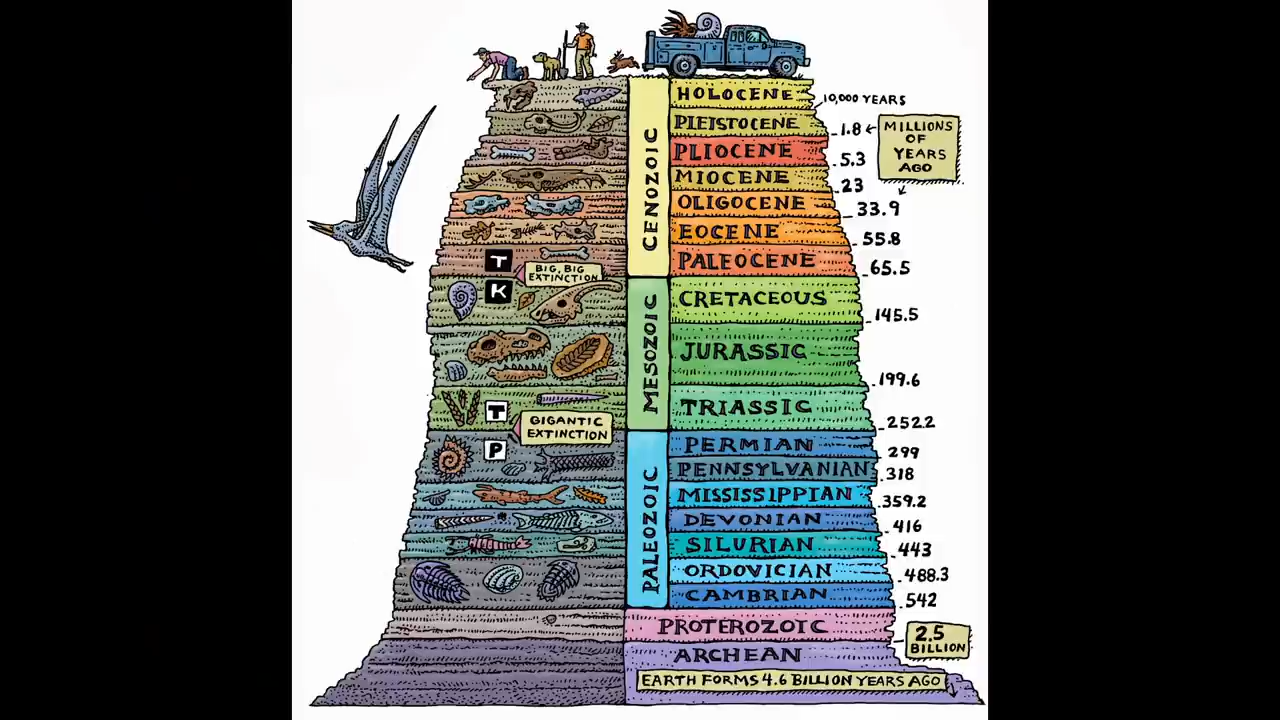 HOLOCENE
10,000 YEARS
PLEISTOCENE
1.8
MILLIONS
OF
YEARS
AGO
PLIOCENE
5.3
MIOCENE
23
OLIGOCENE
33.9
EOCENE
55.8
PALEOCENE
65.5
CENOZOIC
T
BIG, BIG
EXTINCTION
K
CRETACEOUS
145.5
JURASSIC
199.6
TRIASSIC
252.2
MESOZOIC
T
GIGANTIC
EXTINCTION
P
PERMIAN
299
PENNSYLVANIAN
318
MISSISSIPPIAN
359.2
DEVONIAN
416
SILURIAN
443
ORDOVICIAN
488.3
CAMBRIAN
542
PALEOZOIC
PROTEROZOIC
2.5
BILLION
ARCHEAN
EARTH FORMS 4.6 BILLION YEARS AGO